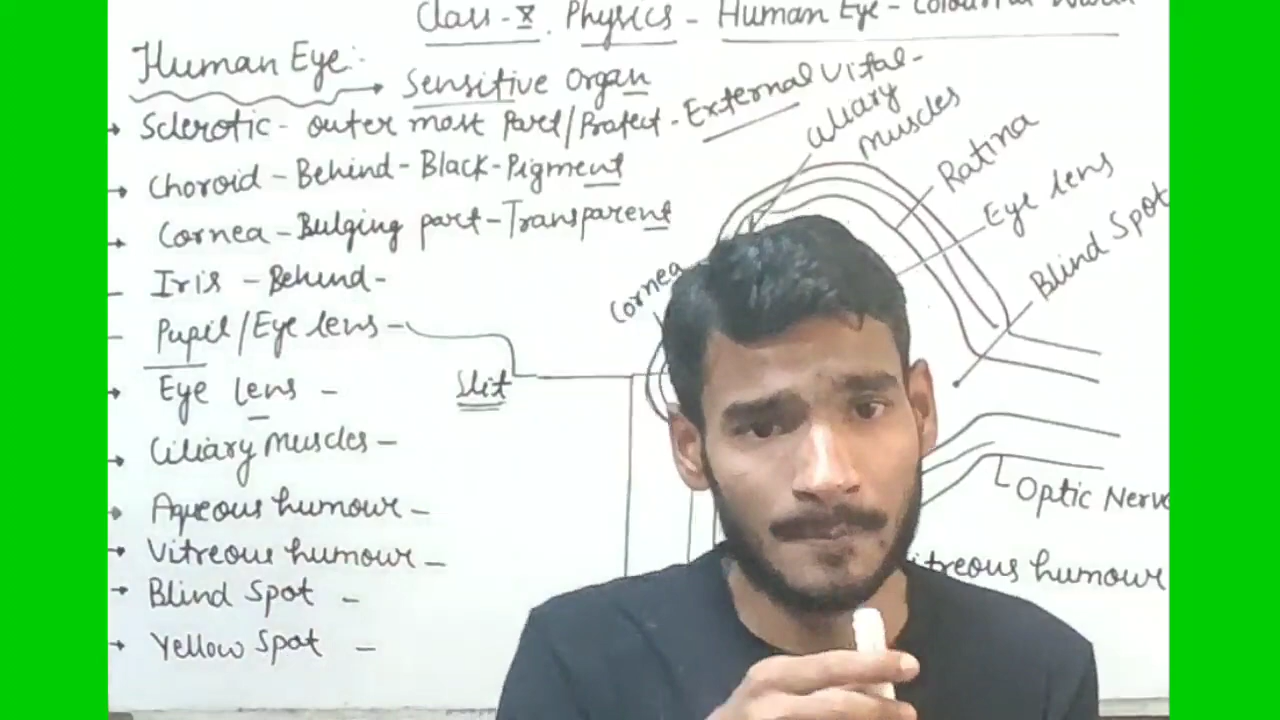 Class-X. Physics - Human Eye -
Human Eye:
Sensitive Organ
Sclerotic - outer most Part/Protect - External Vital-
Choroid - Behind - Black - Pigment
Cornea - Bulging part - Transparent
Iris - Behind -
Pupil/Eye lens -
Eye lens -
Slit
Ciliary Muscles -
Aqueous humour -
Vitreous humour -
Blind Spot -
Yellow Spot -
Ciliary
Muscles
Ratina
Eye lens
Blind Spot
Cornea
Optic Nerv
itreous humour